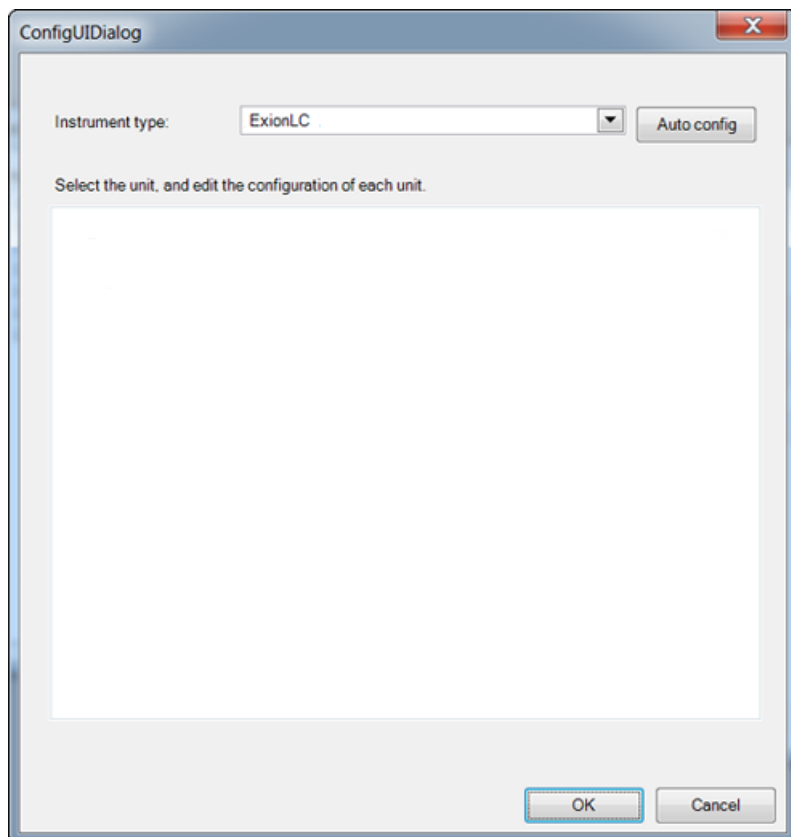 ConfigUIDialog
Instrument type:
ExionLC
Auto config
Select the unit, and edit the configuration of each unit.
OK
Cancel